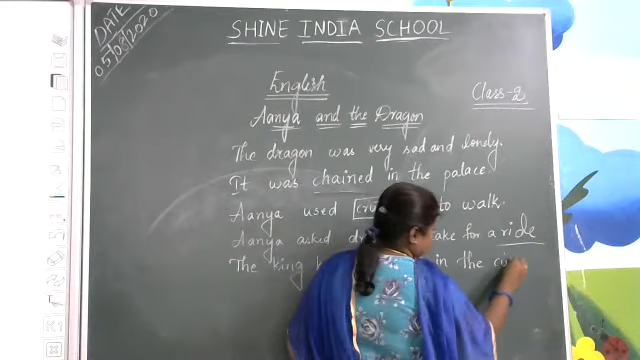 DATE
05/03/2020
SHINE INDIA SCHOOL
English
Class-2
Aanya and the Dragon
The dragon was very sad and lonely.
It was chained in the palace.
Aanya used to walk.
Aanya asked for a ride
The king in the